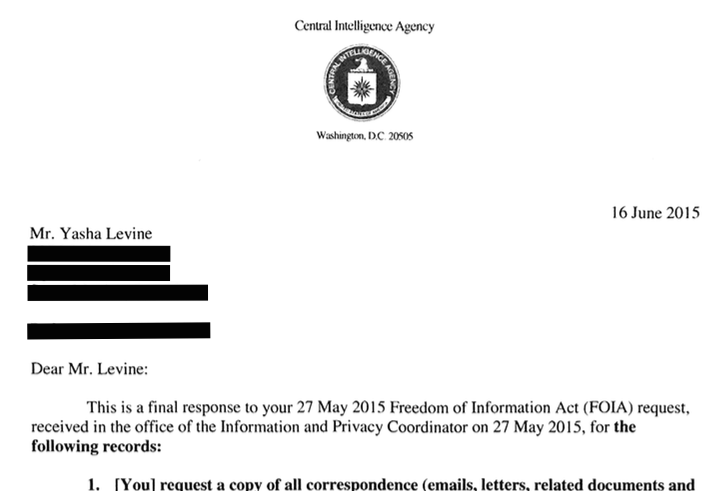 Central Intelligence Agency
CENTRAL INTELLIGENCE AGENCY
UNITED STATES OF AMERICA
Washington, D.C. 20505
16 June 2015
Mr. Yasha Levine
Dear Mr. Levine:
This is a final response to your 27 May 2015 Freedom of Information Act (FOIA) request,
received in the office of the Information and Privacy Coordinator on 27 May 2015, for the
following records:
1. [You] request a copy of all correspondence (emails, letters, related documents and